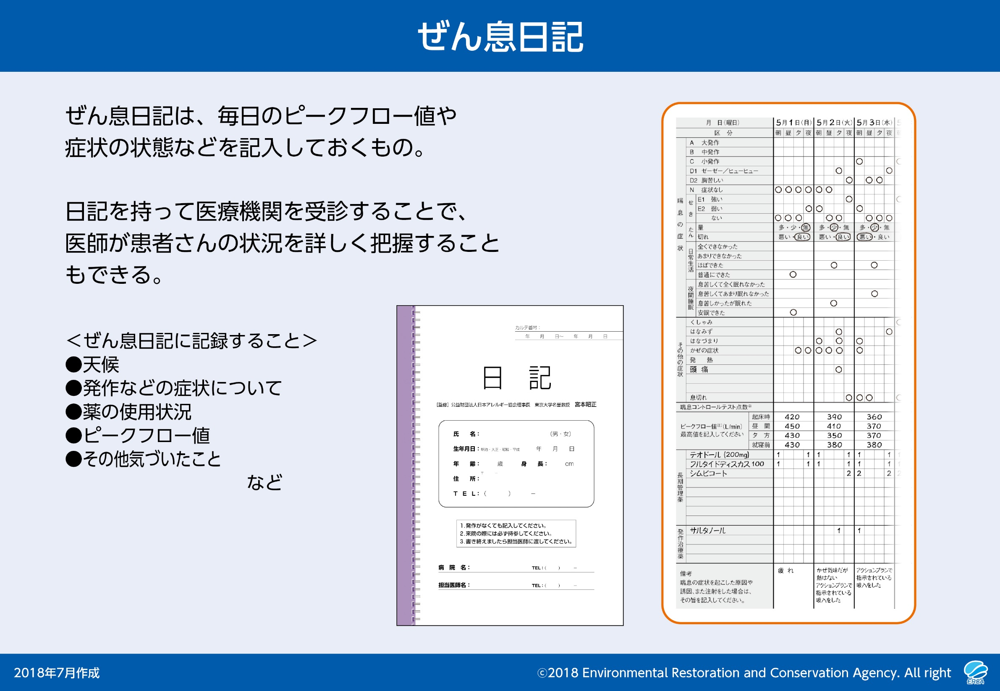 ぜん息日記
ぜん息日記は、毎日のピークフロー値や
症状の状態などを記入しておくもの。
日記を持って医療機関を受診することで、
医師が患者さんの状況を詳しく把握すること
もできる。
＜ぜん息日記に記録すること＞
●天候
●発作などの症状について
●薬の使用状況
●ピークフロー値
●その他気づいたこと
など
カルテ番号：
年 月 日〜 年 月 日
日 記
［監修］公益財団法人日本アレルギー協会理事長 東京大学名誉教授 宮本昭正
氏 名： （男・女）
生年月日：明治・大正・昭和・平成 年 月 日
年 齢： 歳 身 長： cm
〒 −
住 所：
T E L：（ ） −
1.発作がなくても記入してください。
2.来院の際には必ず持参してください。
3.書き終えましたら担当医師に渡してください。
病 院 名： TEL：（ ） −
担当医師名： TEL：（ ） −
月 日（曜日） 5月1日（月） 5月2日（火） 5月3日（水） 5
区 分 朝 昼 夕 夜 朝 昼 夕 夜 朝 昼 夕 夜 朝
喘息の症状
A 大発作
B 中発作
C 小発作 ○ ○
D1 ゼーゼー／ヒューヒュー ○ ○
D2 胸苦しい ○ ○ ○
N 症状なし ○ ○ ○ ○ ○ ○
せき
E1 強い ○ ○
E2 弱い ○ ○ ○
ない ○ ○ ○ ○ ○ ○ ○ ○
たん
量 多・少・無 多・少・無 多・少・無
切れ 悪い・良い 悪い・良い 悪い・良い
日常生活
全くできなかった
あまりできなかった
ほぼできた ○ ○
普通にできた ○
夜間睡眠
息苦しくて全く眠れなかった
息苦しくてあまり眠れなかった ○
息苦しかったが眠れた ○
安眠できた ○
その他の症状
くしゃみ ○
はなみず ○ ○
はなづまり ○ ○ ○
かぜの症状 ○ ○ ○ ○ ○ ○
発 熱
頭 痛 ○
息切れ ○ ○ ○ ○
喘息コントロールテスト点数※
ピークフロー値注）（L/min）
最高値を記入してください
起床時 420 390 360
昼 間 450 410 370
夕 方 430 350 370
就寝前 430 380 380
長期管理薬
テオドール（200mg） 1 1 1 1 1 1 1
フルタイドディスカス100 1 1 1 1 1 1 1
シムビコート 2 2 2 2
発作治療薬
サルタノール 1 1
備考
喘息の症状を起こした原因や
誘因、また注射をした場合は、
その旨を記入してください。
疲れ
かぜ気味だが
熱はない
アクションプランで
指示されている
吸入をした
アクションプランで
指示されている
吸入をした
2018年7月作成
©2018 Environmental Restoration and Conservation Agency. All right
ERCA